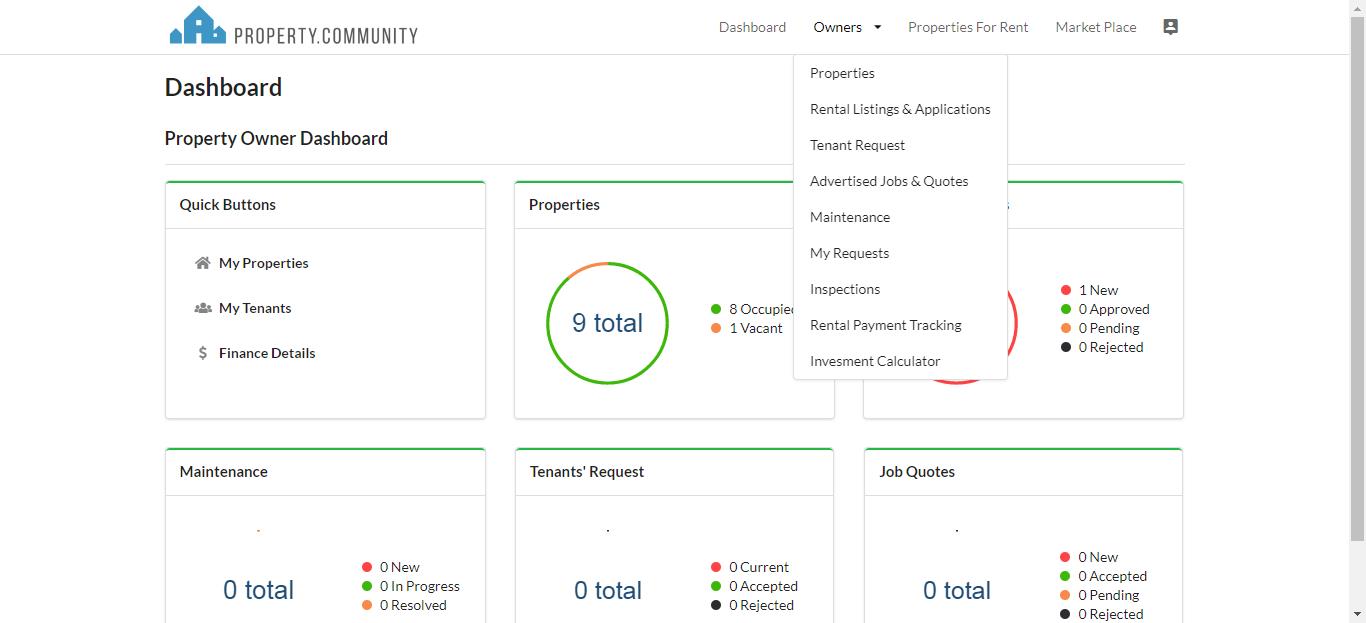 PROPERTY.COMMUNITY
Dashboard
Owners
Properties For Rent
Market Place
Properties
Rental Listings & Applications
Tenant Request
Advertised Jobs & Quotes
Maintenance
My Requests
Inspections
Rental Payment Tracking
Invesment Calculator
Dashboard
Property Owner Dashboard
Quick Buttons
My Properties
My Tenants
$ Finance Details
Properties
9 total
8 Occupied
1 Vacant
1 New
0 Approved
0 Pending
0 Rejected
Maintenance
0 total
0 New
0 In Progress
0 Resolved
Tenants' Request
0 total
0 Current
0 Accepted
0 Rejected
Job Quotes
0 total
0 New
0 Accepted
0 Pending
0 Rejected